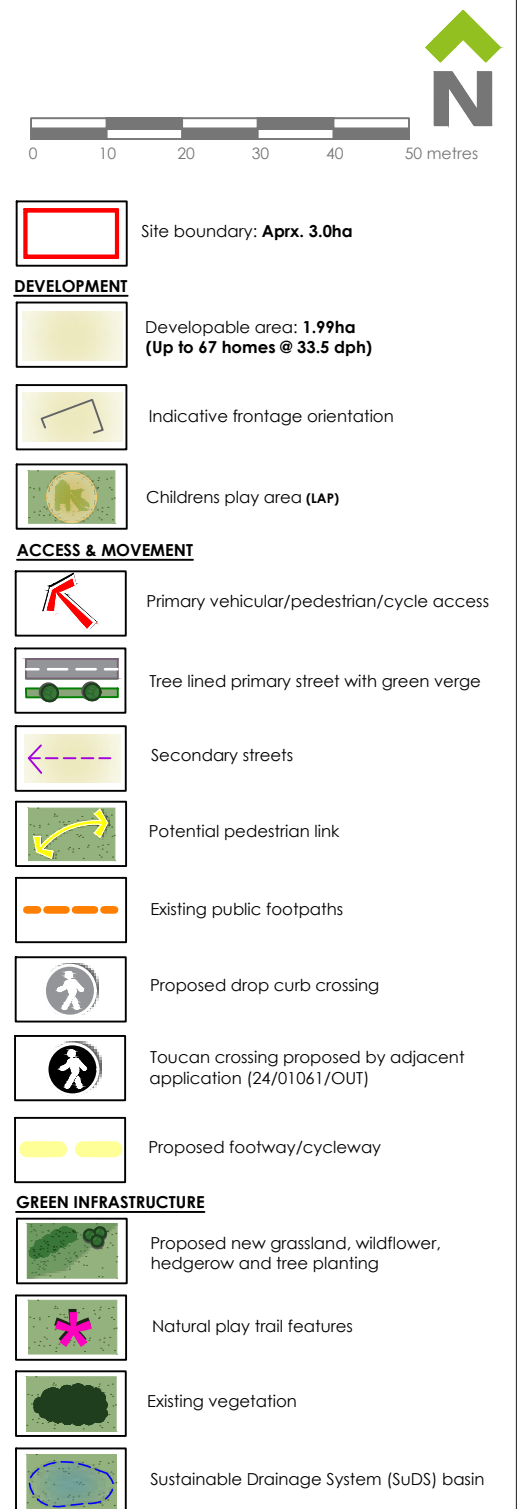 N
0 10 20 30 40 50 metres
Site boundary: Aprx. 3.0ha
DEVELOPMENT
Developable area: 1.99ha
(Up to 67 homes @ 33.5 dph)
Indicative frontage orientation
Childrens play area (LAP)
ACCESS & MOVEMENT
Primary vehicular/pedestrian/cycle access
Tree lined primary street with green verge
Secondary streets
Potential pedestrian link
Existing public footpaths
Proposed drop curb crossing
Toucan crossing proposed by adjacent
application (24/01061/OUT)
Proposed footway/cycleway
GREEN INFRASTRUCTURE
Proposed new grassland, wildflower,
hedgerow and tree planting
Natural play trail features
Existing vegetation
Sustainable Drainage System (SuDS) basin